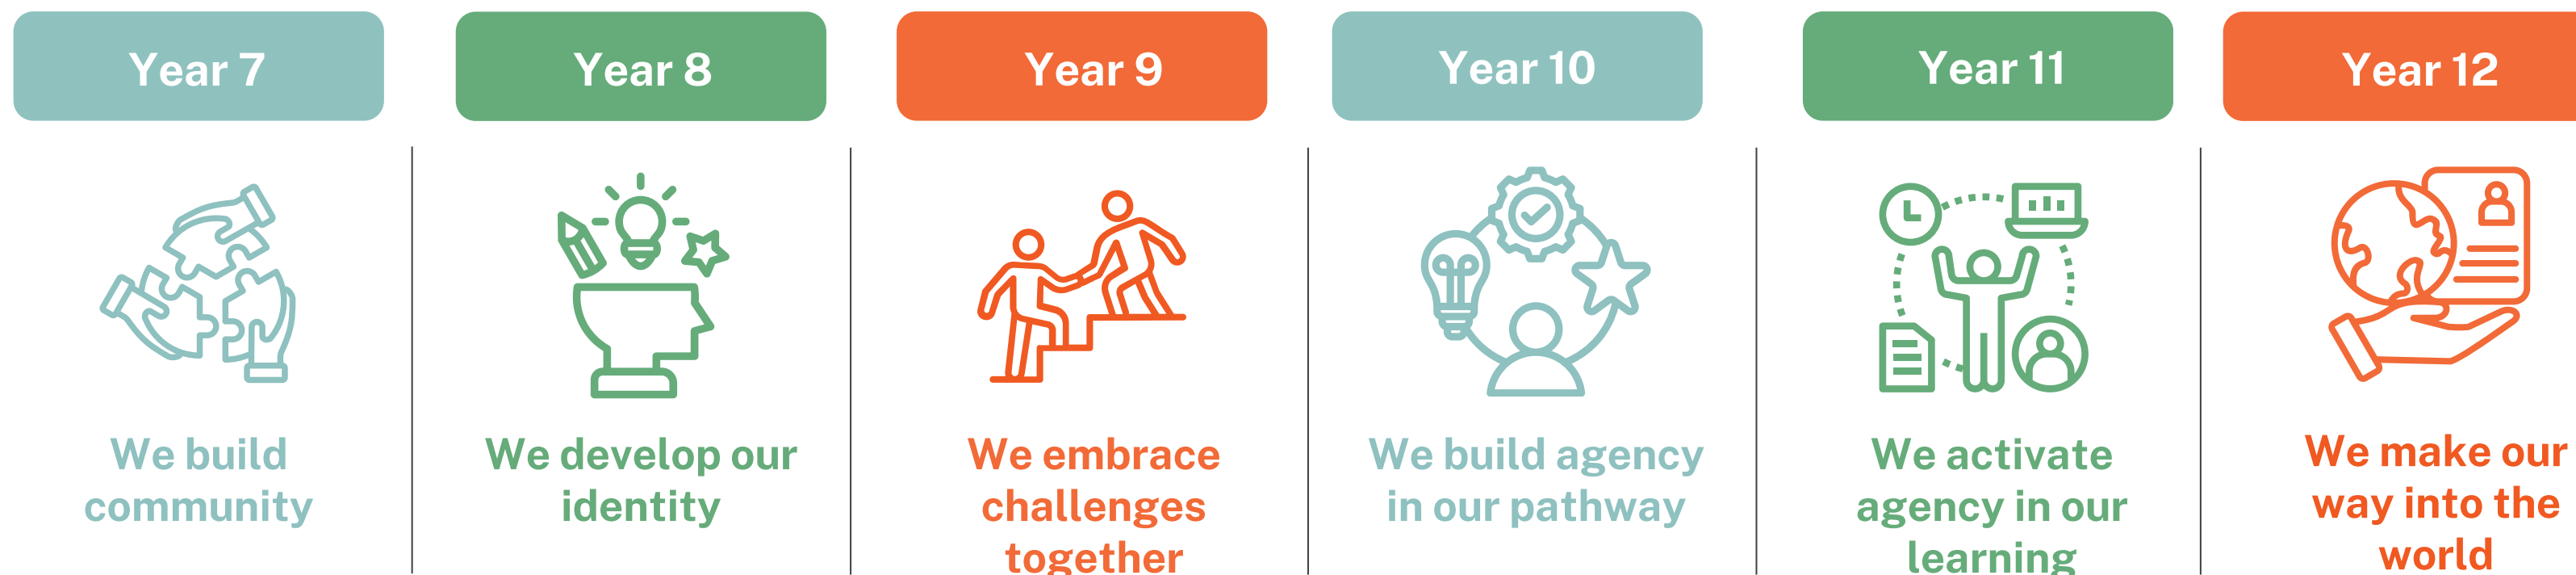 Year 7
We build
community
Year 8
We develop our
identity
Year 9
We embrace
challenges
together
Year 10
We build agency
in our pathway
Year 11
We activate
agency in our
learning
Year 12
We make our
way into the
world